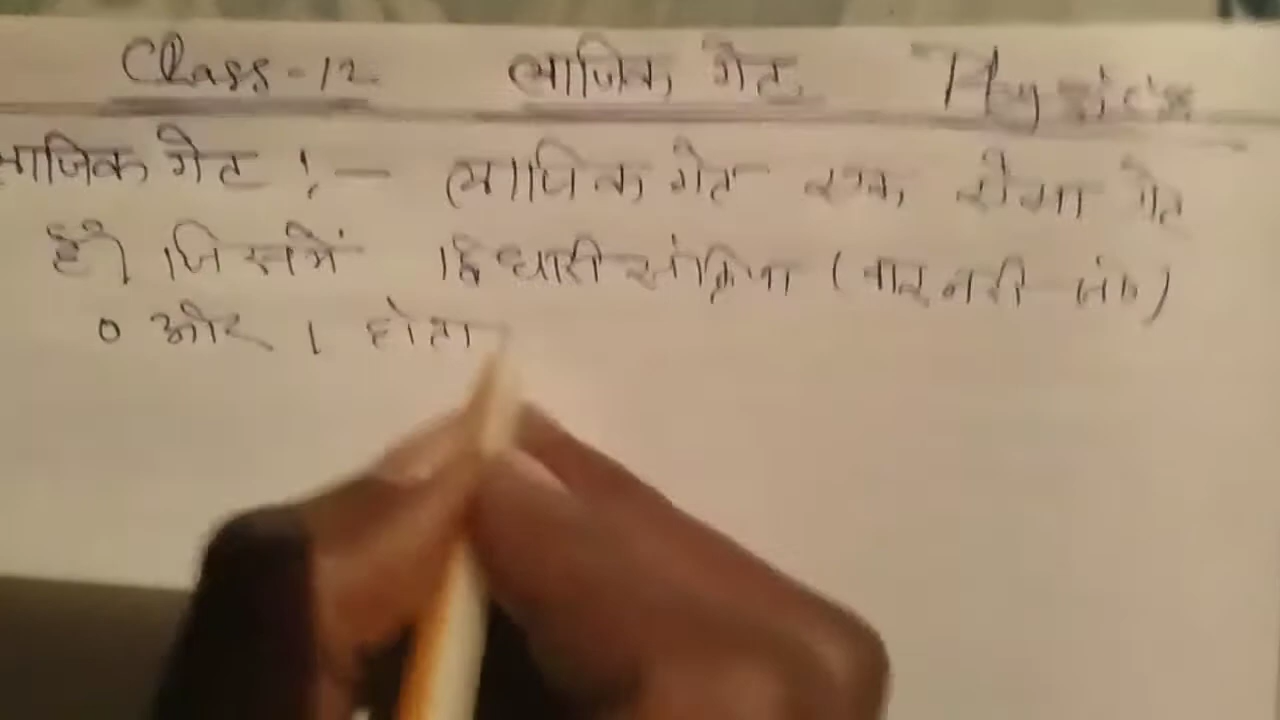 Class-12 लाजिक गेट Physics
लाजिक गेट :- लाजिक गेट एक ऐसा गेट
है। जिसमें द्विधारी संक्रिया (वाइनरी अंक)
0 और 1 होता